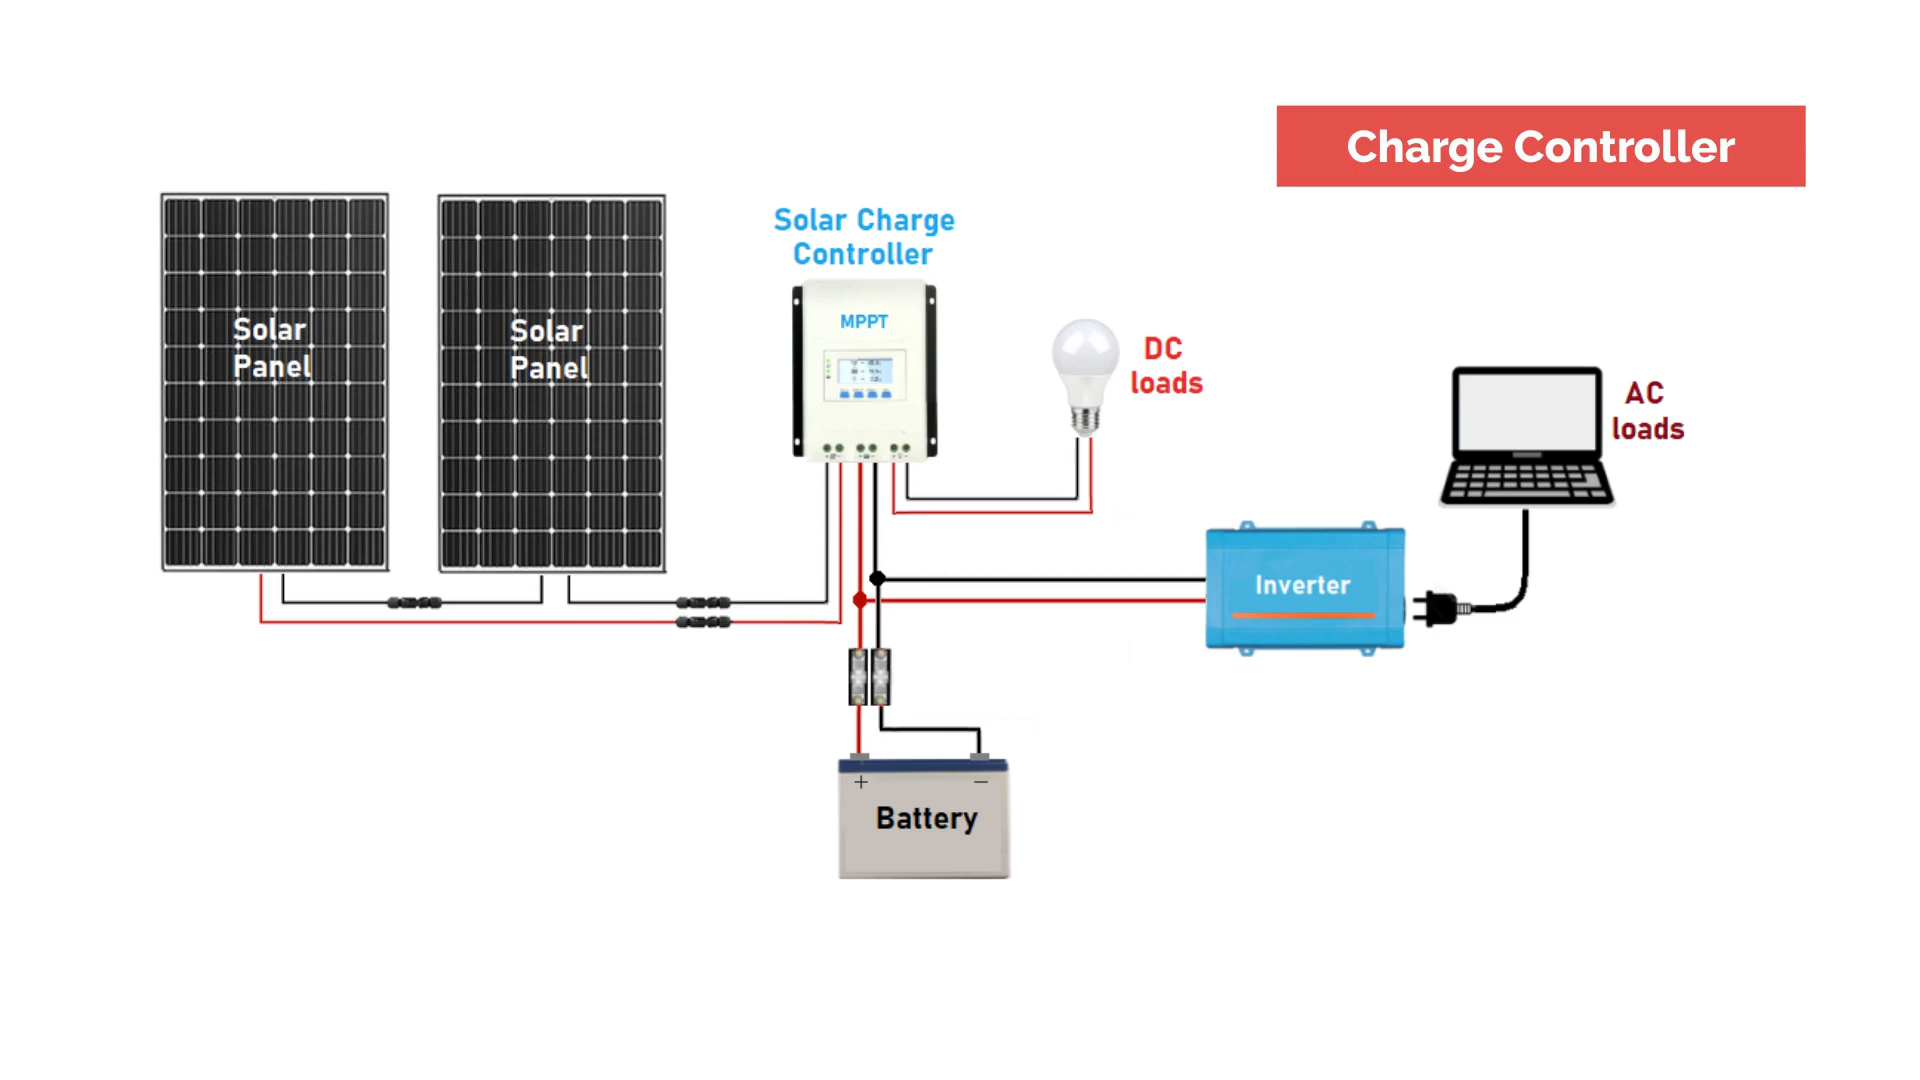 Charge Controller
Solar Charge
Controller
MPPT
Solar
Panel
Solar
Panel
DC
loads
AC
loads
Inverter
+
−
Battery